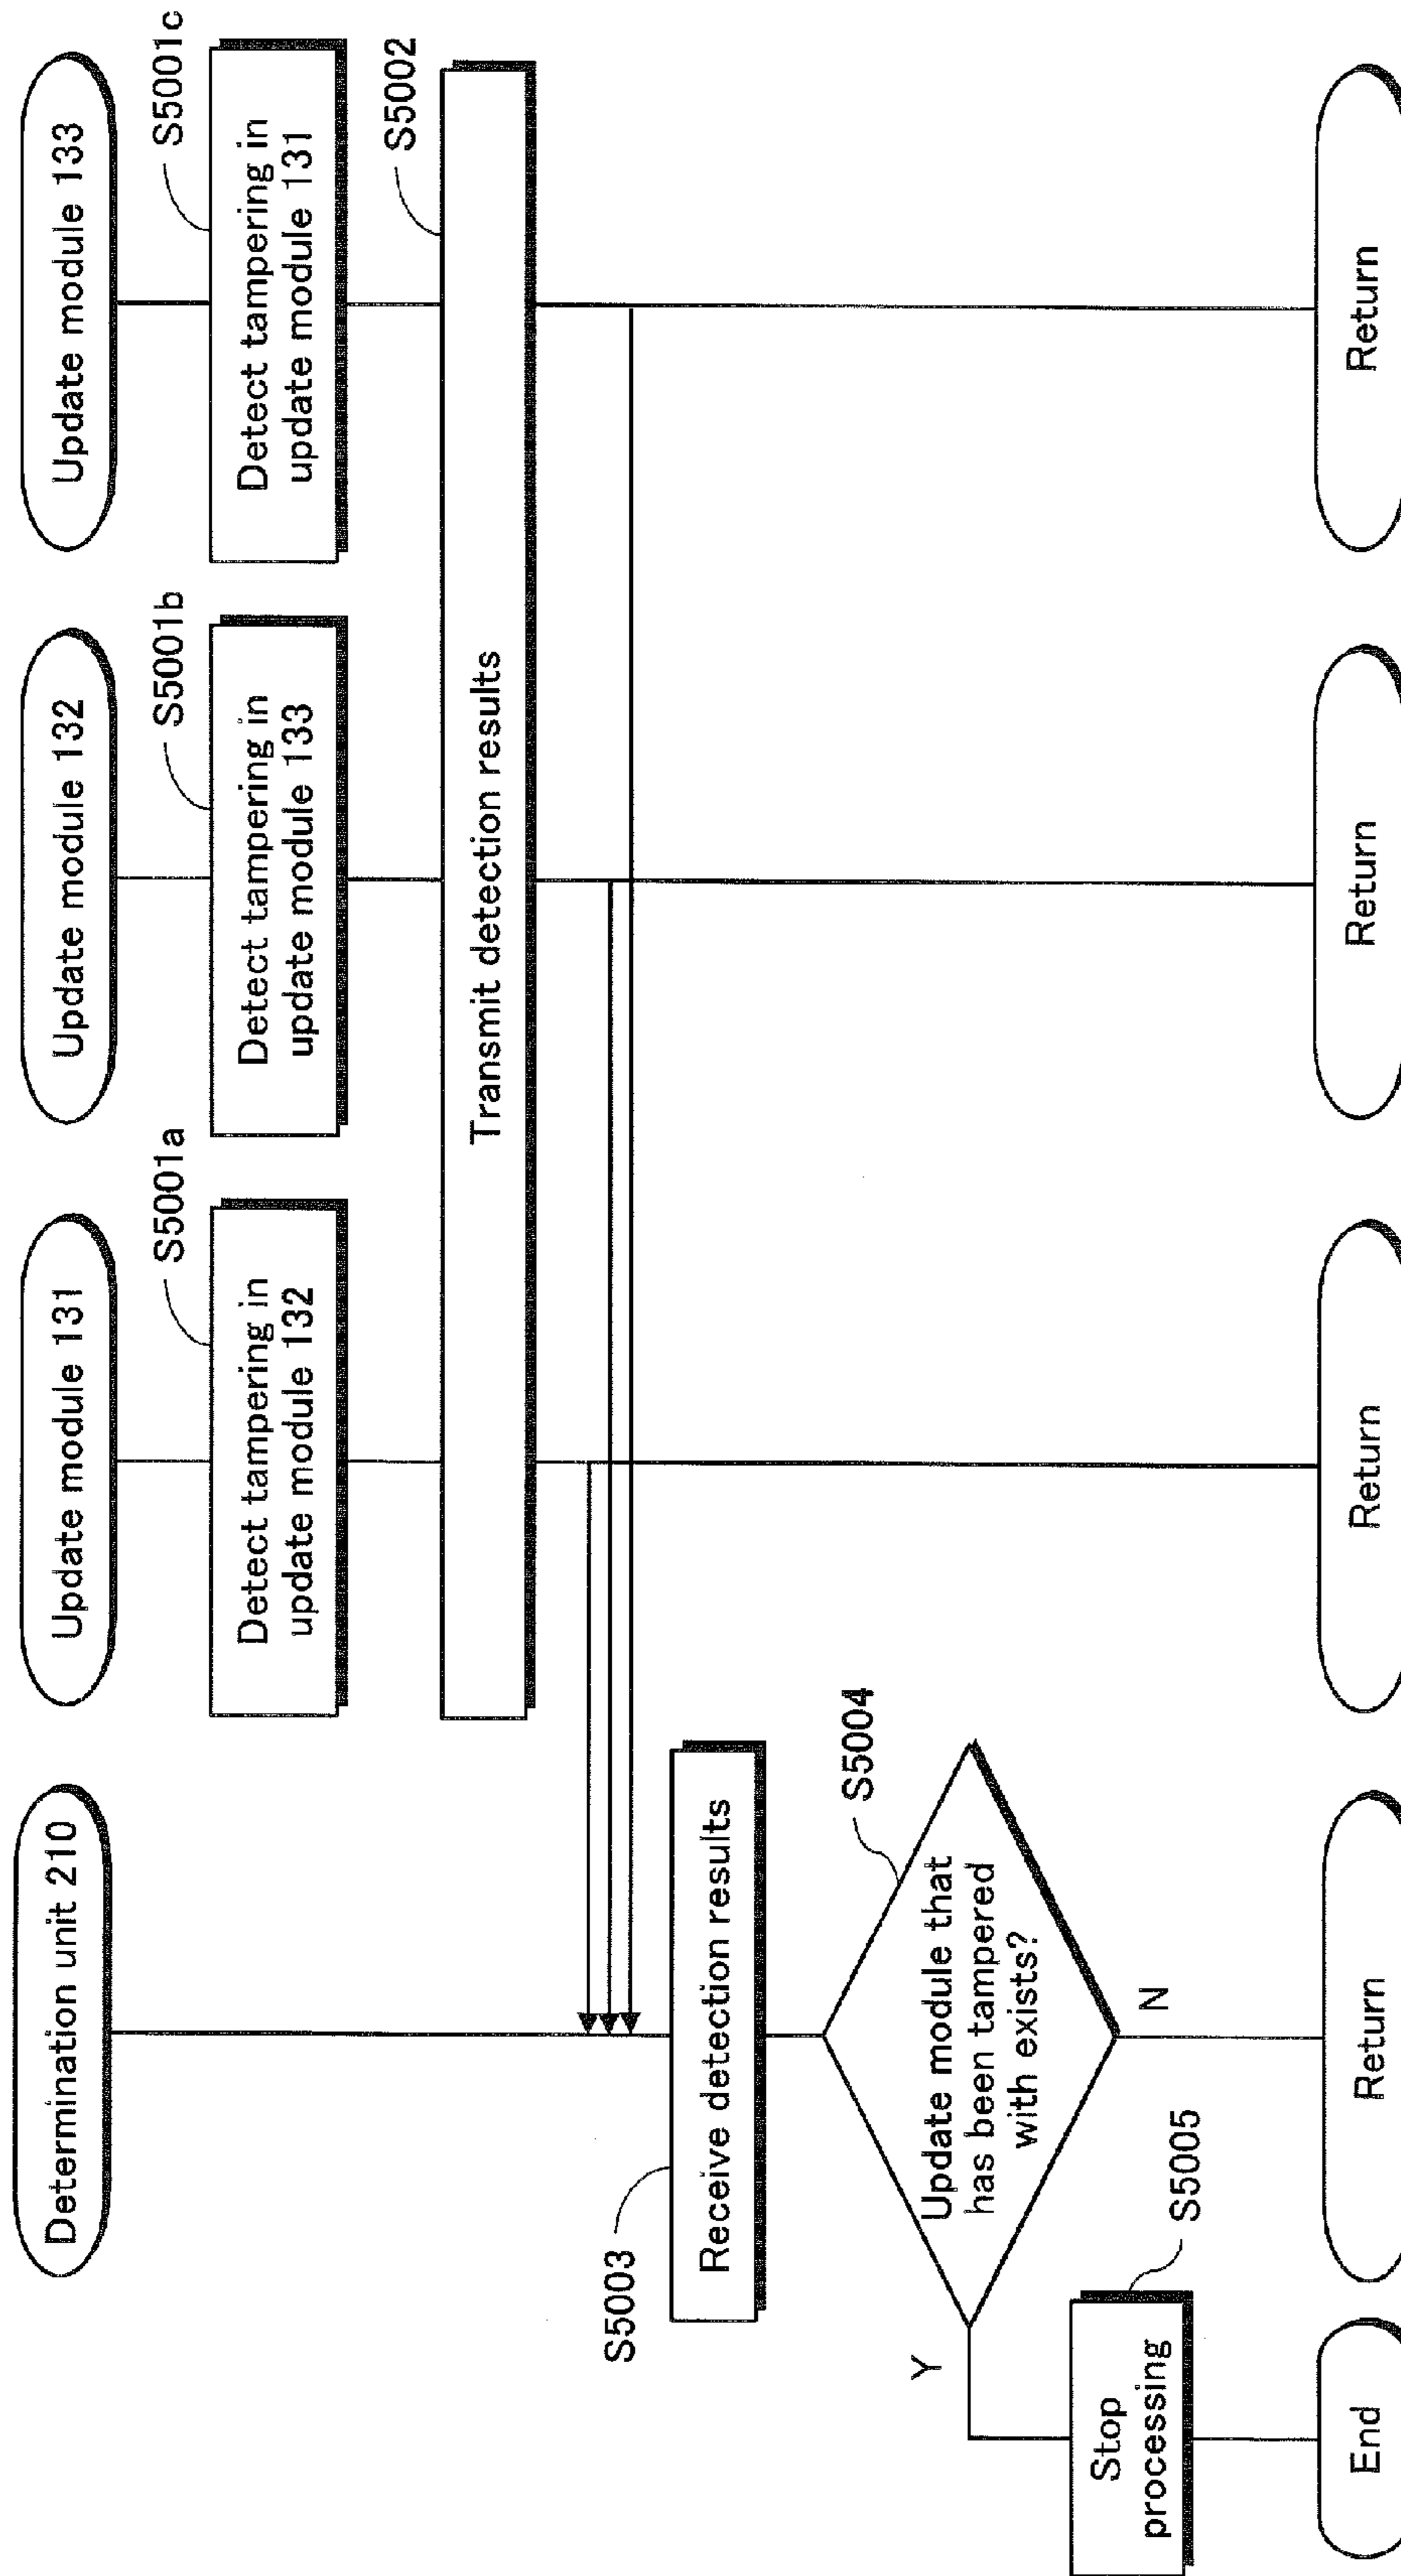 Determination unit 210
Update module 131
Update module 132
Update module 133
S5001a
S5001b
S5001c
Detect tampering in
update module 132
Detect tampering in
update module 133
Detect tampering in
update module 131
S5002
Transmit detection results
S5003
Receive detection results
S5004
Update module that
has been tampered
with exists?
Y
N
S5005
Stop
processing
End
Return
Return
Return
Return